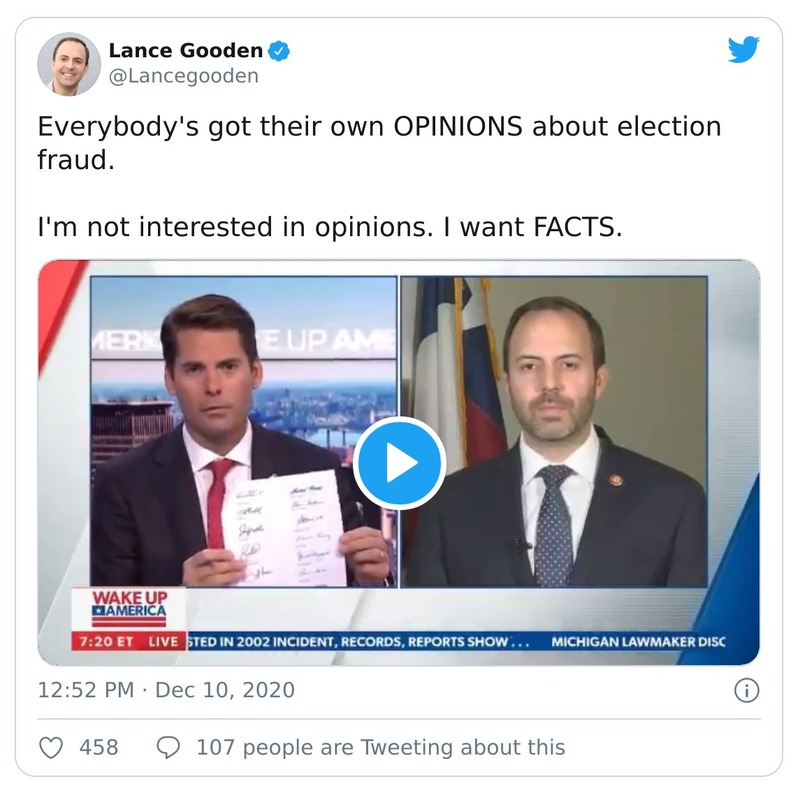 Lance Gooden
@Lancegooden
Everybody's got their own OPINIONS about election
fraud.
I'm not interested in opinions. I want FACTS.
MERI
E UP AME
WAKE UP
AMERICA
7:20 ET LIVE STED IN 2002 INCIDENT, RECORDS, REPORTS SHOW . . . MICHIGAN LAWMAKER DISC
12:52 PM · Dec 10, 2020
458 107 people are Tweeting about this